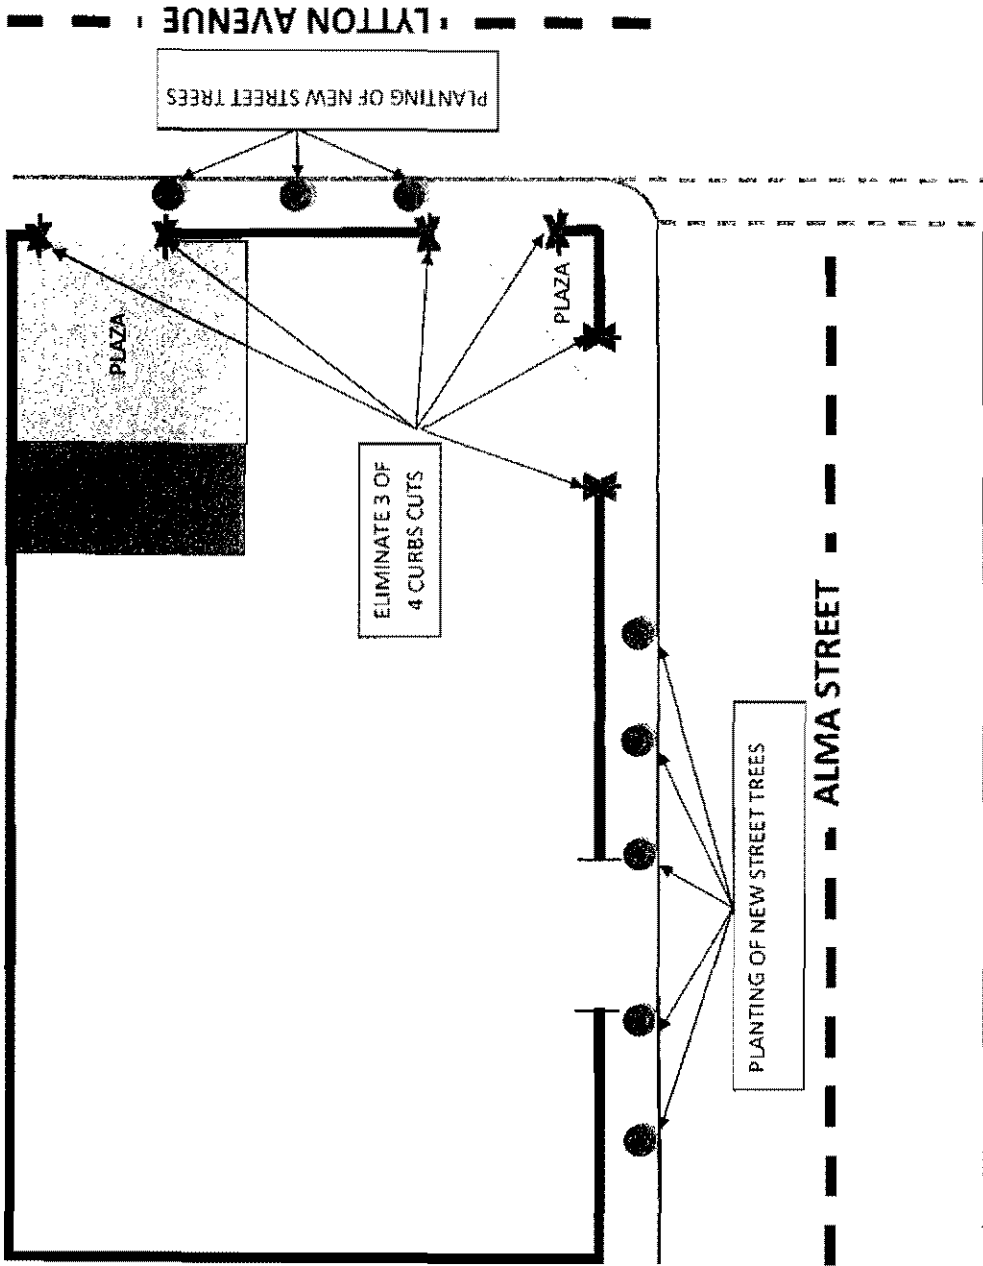 LYTTON AVENUE
PLANTING OF NEW STREET TREES
PLAZA
PLAZA
ELIMINATE 3 OF
4 CURBS CUTS
ALMA STREET
PLANTING OF NEW STREET TREES